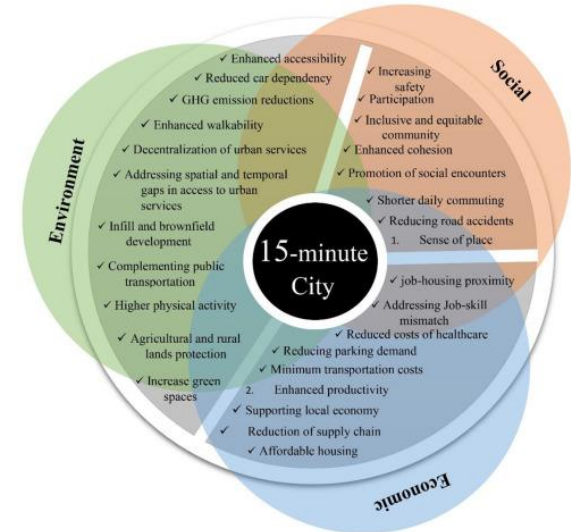 Environment
✓ Enhanced accessibility
✓ Reduced car dependency
✓ GHG emission reductions
✓ Enhanced walkability
✓ Decentralization of urban services
✓ Addressing spatial and temporal
gaps in access to urban
services
✓ Infill and brownfield
development
✓ Complementing public
transportation
✓ Higher physical activity
✓ Agricultural and rural
lands protection
✓ Increase green
spaces
Social
✓ Increasing
safety
✓ Participation
✓ Inclusive and equitable
community
✓ Enhanced cohesion
✓ Promotion of social encounters
✓ Shorter daily commuting
✓ Reducing road accidents
1. Sense of place
15-minute
City
✓ job-housing proximity
✓ Addressing Job-skill
mismatch
✓ Reduced costs of healthcare
✓ Reducing parking demand
✓ Minimum transportation costs
2. Enhanced productivity
✓ Supporting local economy
✓ Reduction of supply chain
✓ Affordable housing
Economic